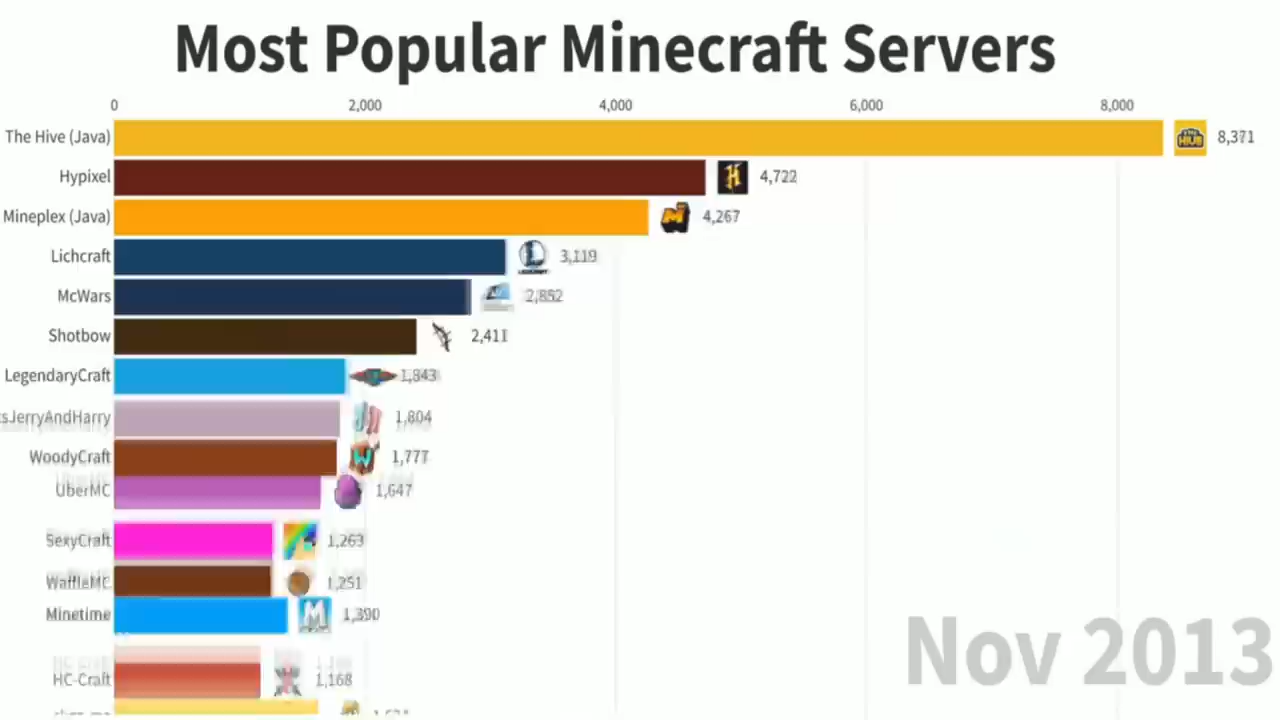 Most Popular Minecraft Servers
0 2,000 4,000 6,000 8,000
The Hive (Java) 8,371
Hypixel 4,722
Mineplex (Java) 4,267
Lichcraft 3,119
McWars 2,852
Shotbow 2,411
LegendaryCraft 1,843
sJerryAndHarry 1,804
WoodyCraft 1,777
UberMC 1,647
SexyCraft 1,263
WaffleMC 1,251
Minetime 1,390
HC-Craft 1,168
Nov 2013